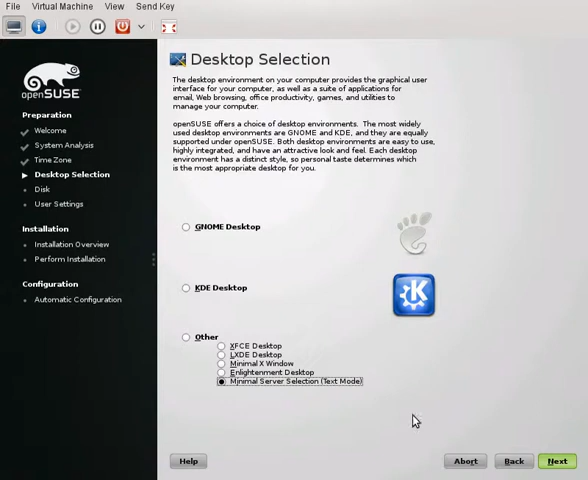 File Virtual Machine View Send Key
openSUSE
Preparation
Welcome
System Analysis
Time Zone
Desktop Selection
Disk
User Settings
Installation
Installation Overview
Perform Installation
Configuration
Automatic Configuration
Desktop Selection
The desktop environment on your computer provides the graphical user
interface for your computer, as well as a suite of applications for
email, Web browsing, office productivity, games, and utilities to
manage your computer.
openSUSE offers a choice of desktop environments. The most widely
used desktop environments are GNOME and KDE, and they are equally
supported under openSUSE. Both desktop environments are easy to use,
highly integrated, and have an attractive look and feel. Each desktop
environment has a distinct style, so personal taste determines which
is the most appropriate desktop for you.
GNOME Desktop
KDE Desktop
Other
XFCE Desktop
LXDE Desktop
Minimal X Window
Enlightenment Desktop
Minimal Server Selection (Text Mode)
Help Abort Back Next